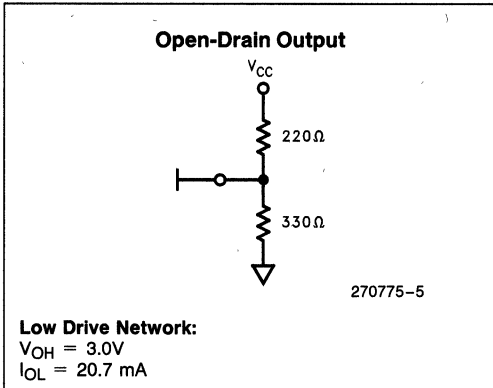 Open-Drain Output
VCC
220Ω
330Ω
270775–5
Low Drive Network:
VOH = 3.0V
IOL = 20.7 mA